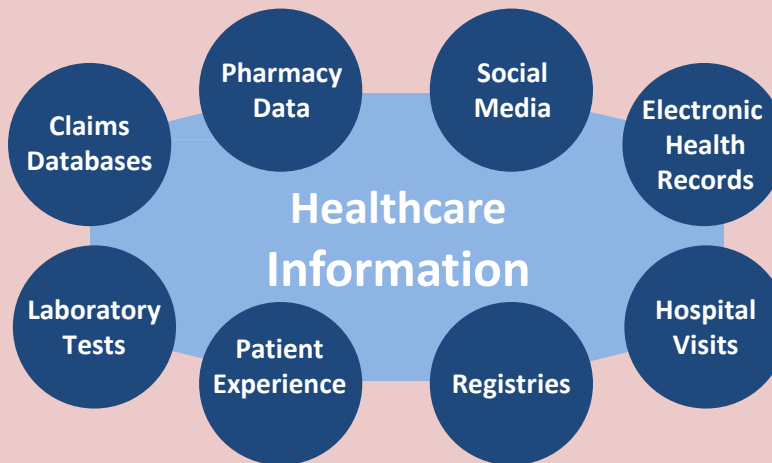 Pharmacy
Data
Social
Media
Claims
Databases
Electronic
Health
Records
Healthcare
Information
Laboratory
Tests
Patient
Experience
Registries
Hospital
Visits